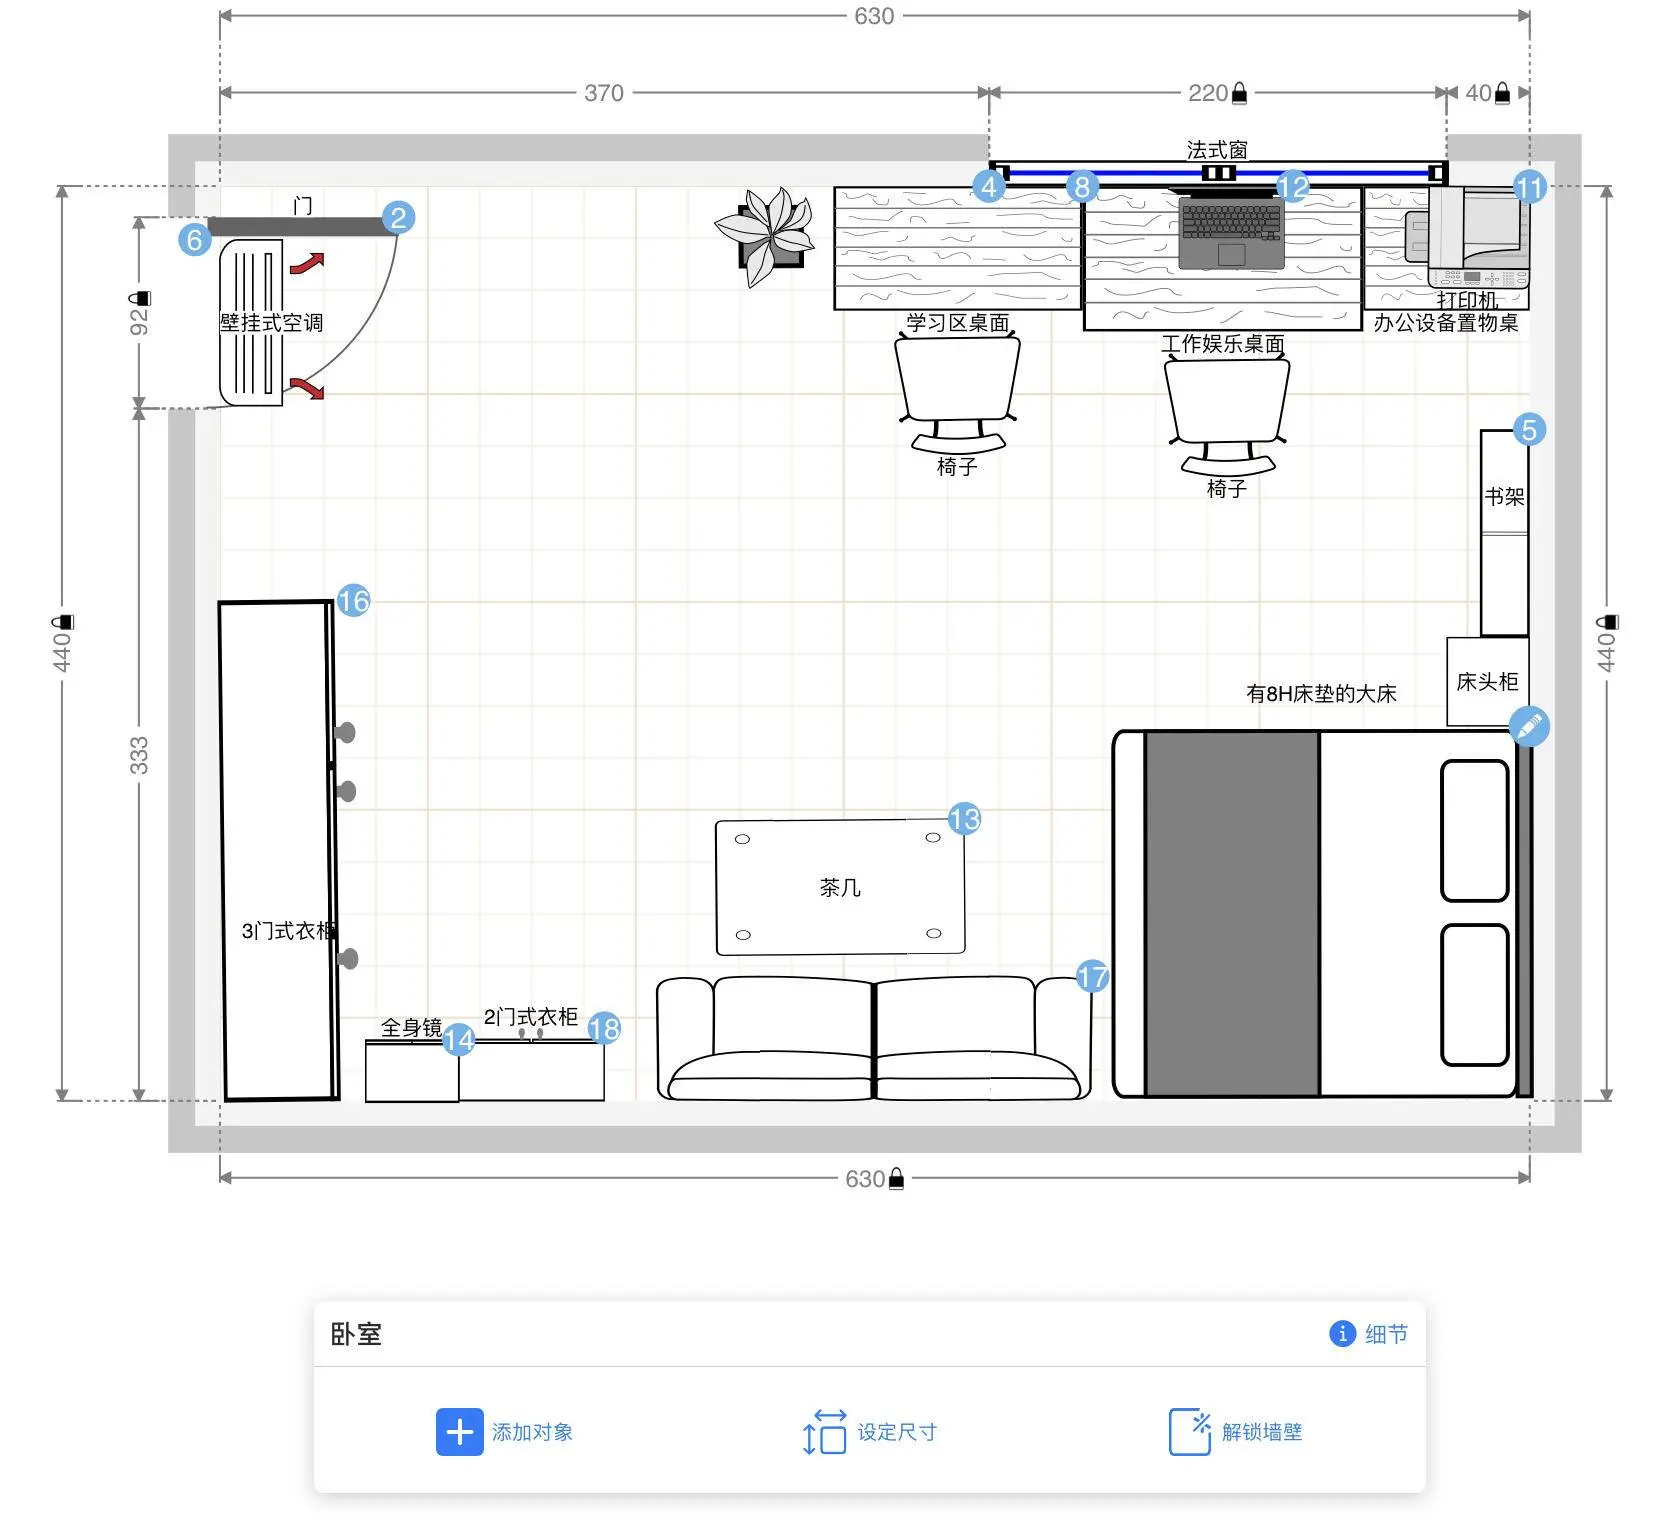 630
370
220
40
法式窗
4
8
12
11
门
2
6
92
壁挂式空调
打印机
学习区桌面
办公设备置物桌
工作娱乐桌面
5
椅子
椅子
书架
16
440
440
床头柜
有8H床垫的大床
333
13
茶几
3门式衣柜
17
2门式衣柜
18
全身镜
14
630
卧室
细节
添加对象
设定尺寸
解锁墙壁